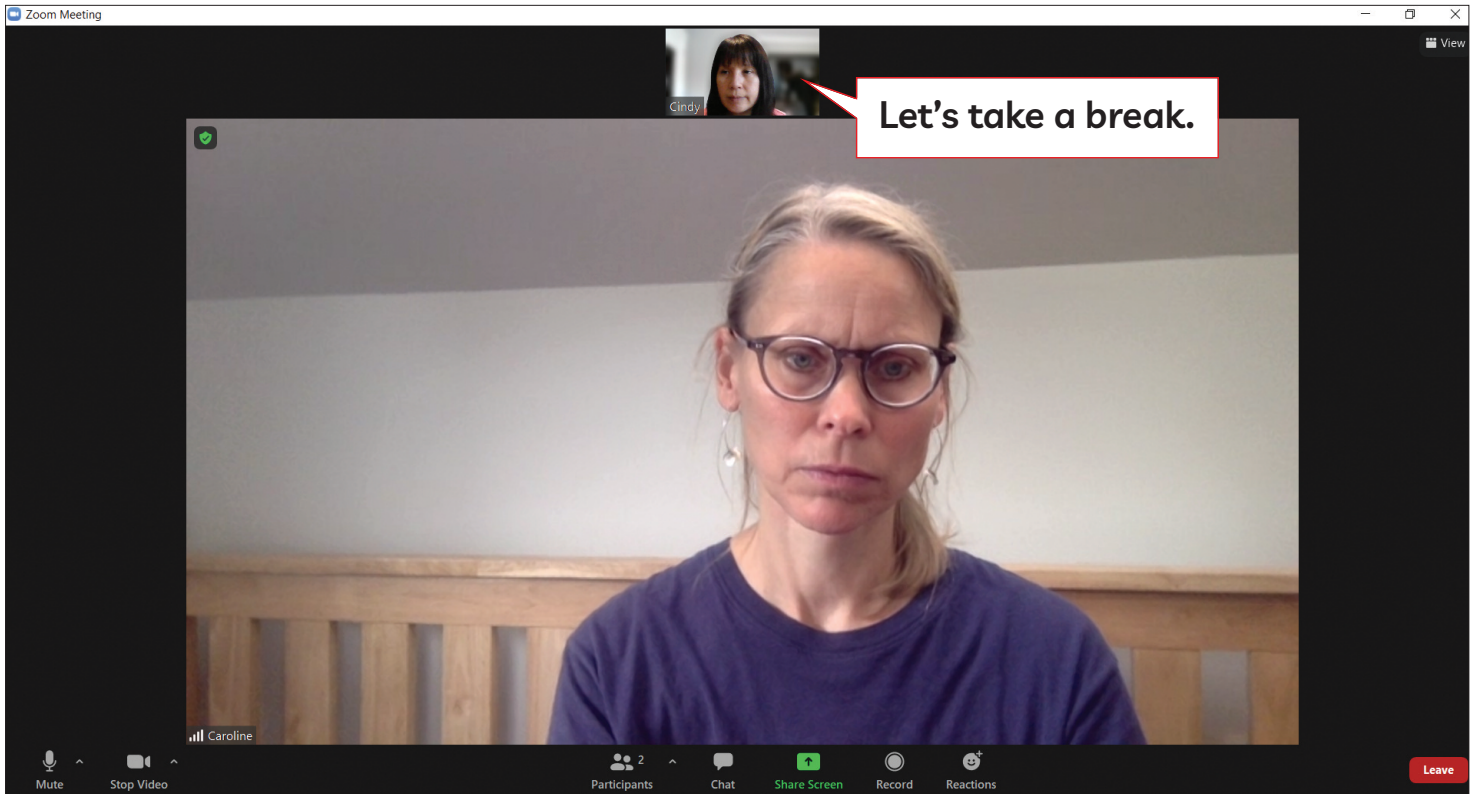 Zoom Meeting
View
Cindy
Let's take a break.
Caroline
Mute
Stop Video
Participants
2
Chat
Share Screen
Record
Reactions
Leave